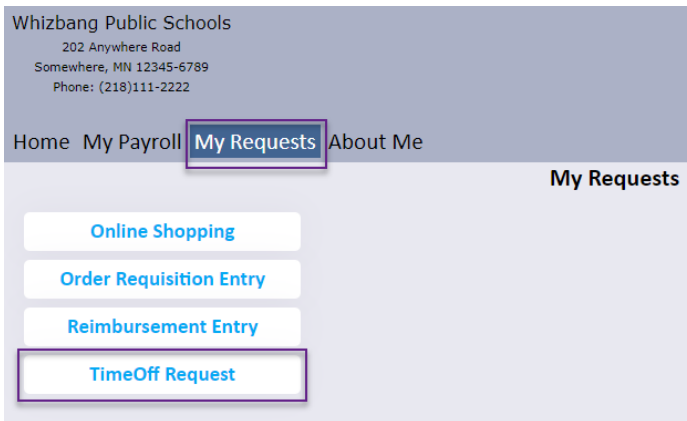 Whizbang Public Schools
202 Anywhere Road
Somewhere, MN 12345-6789
Phone: (218)111-2222
Home My Payroll My Requests About Me
My Requests
Online Shopping
Order Requisition Entry
Reimbursement Entry
TimeOff Request